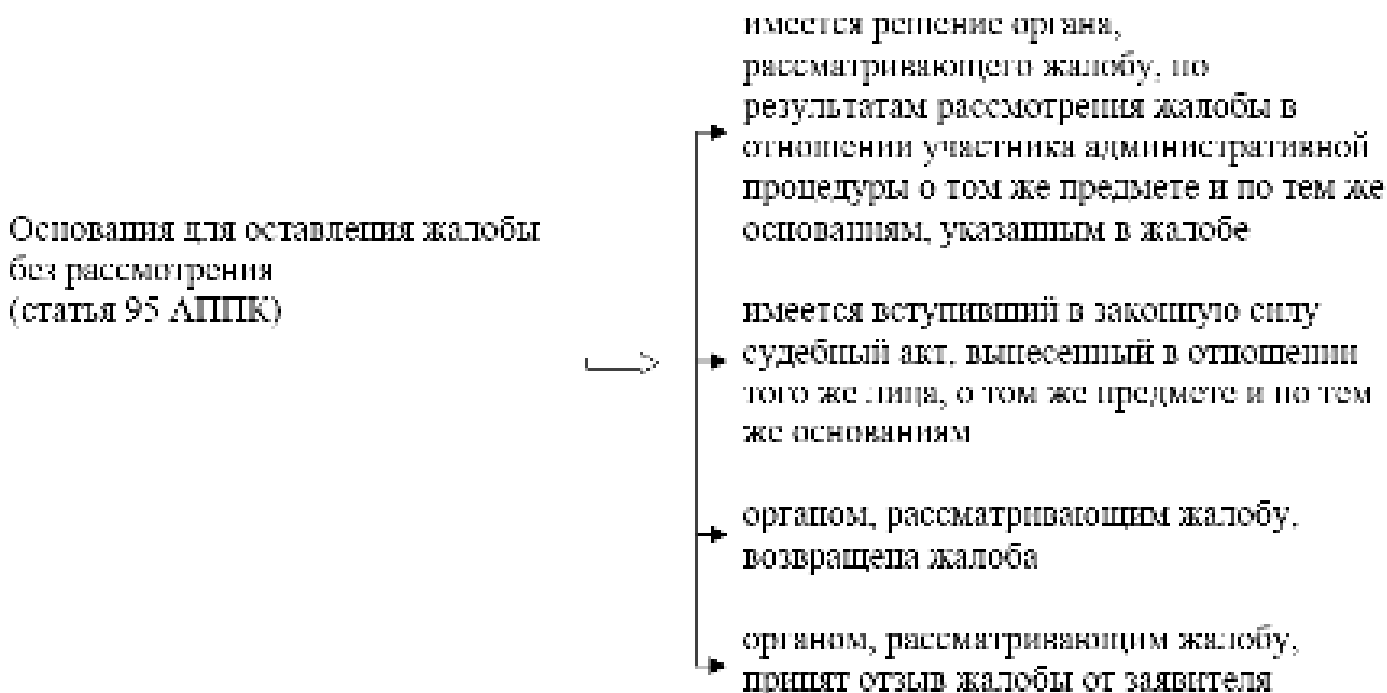 Основания для оставления жалобы
без рассмотрения
(статья 95 АППК)
имеется решение органа,
рассматривающего жалобу, по
результатам рассмотрения жалобы в
отношении участника административной
процедуры о том же предмете и по тем же
основаниям, указанным в жалобе
имеется вступивший в законную силу
судебный акт, вынесенный в отношении
того же лица, о том же предмете и по тем
же основаниям
органом, рассматривающим жалобу,
возвращена жалоба
органом, рассматривающим жалобу,
принят отзыв жалобы от заявителя